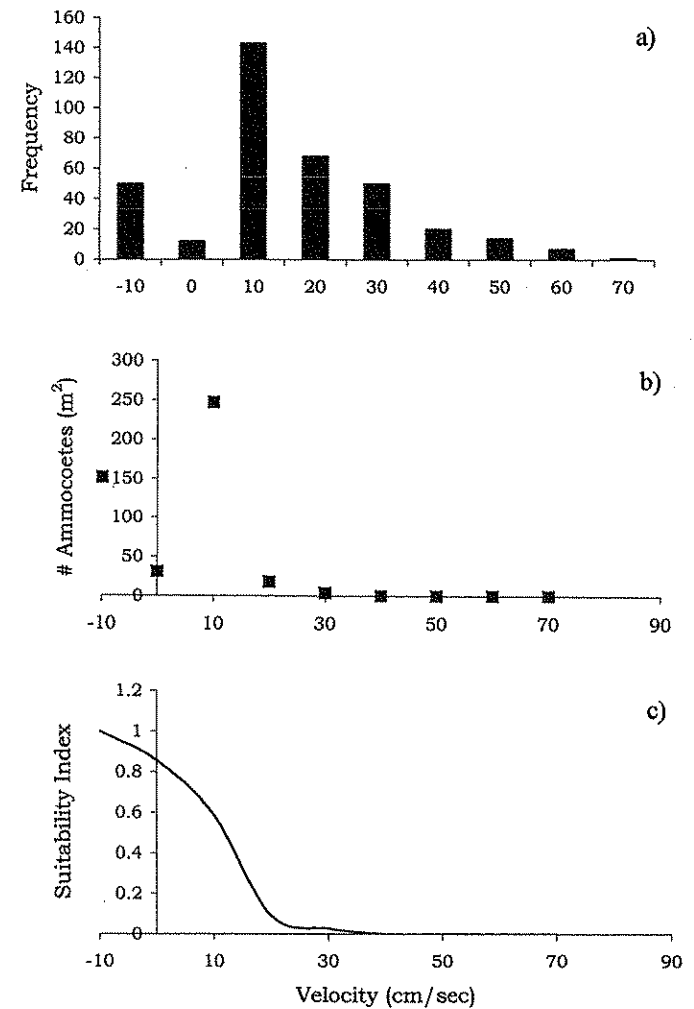 a)
Frequency
160
140
120
100
80
60
40
20
0
-10 0 10 20 30 40 50 60 70
b)
# Ammocoetes (m²)
300
250
200
150
100
50
0
-10 10 30 50 70 90
c)
Suitability Index
1.2
1
0.8
0.6
0.4
0.2
0
-10 10 30 50 70 90
Velocity (cm/sec)